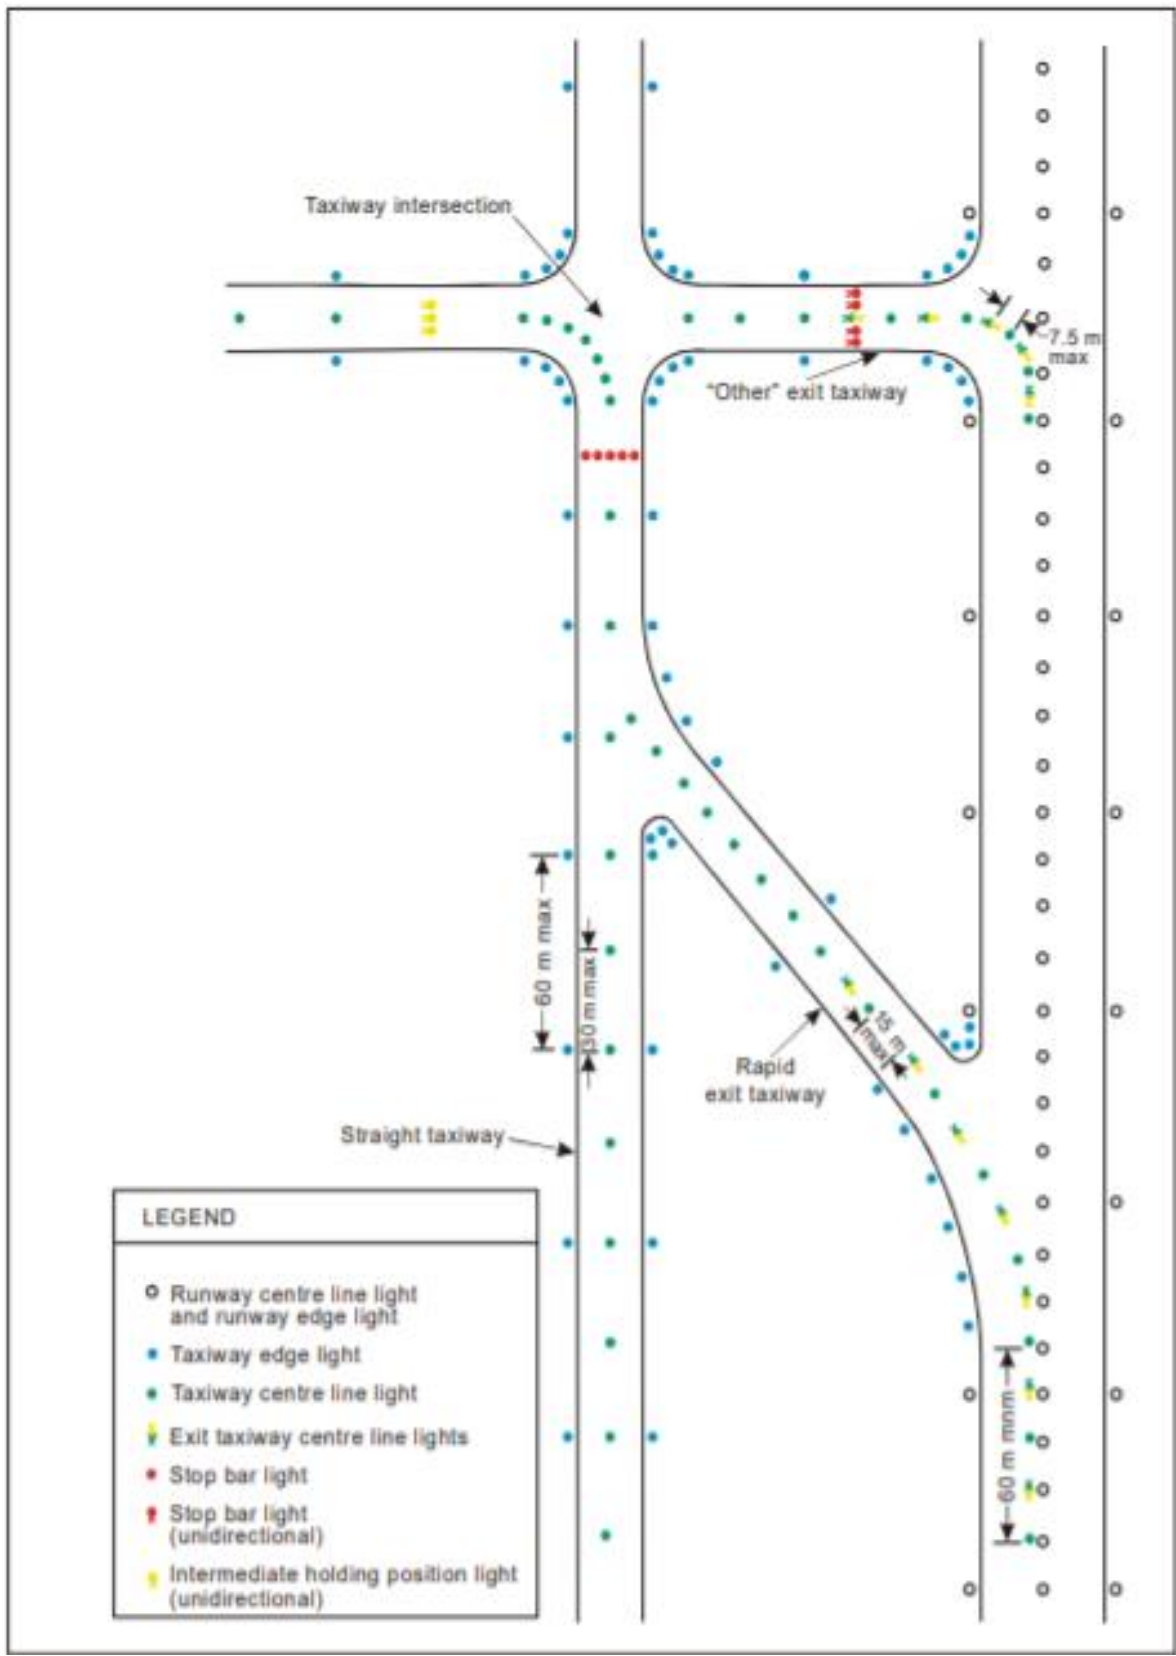 Taxiway intersection
7.5 m
max
"Other" exit taxiway
60 m max
30 m max
15 m
max
Rapid
exit taxiway
Straight taxiway
60 m mnm
LEGEND
Runway centre line light
and runway edge light
Taxiway edge light
Taxiway centre line light
Exit taxiway centre line lights
Stop bar light
Stop bar light
(unidirectional)
Intermediate holding position light
(unidirectional)